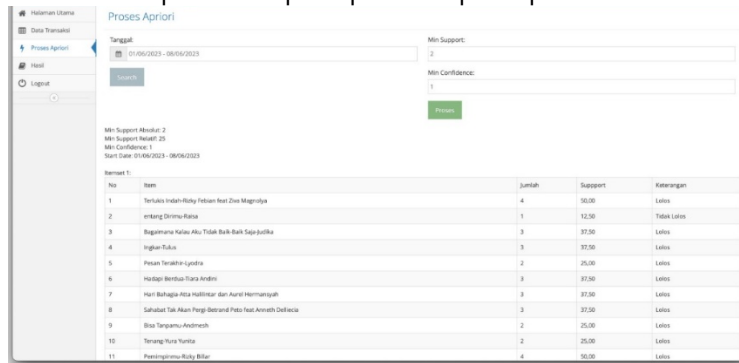 Halaman Utama
Data Transaksi
Proses Apriori
Hasil
Logout
Proses Apriori
Tanggal:
01/06/2023 - 08/06/2023
Search
Min Support:
2
Min Confidence:
1
Proses
Min Support Absolut: 2
Min Support Relatif: 25
Min Confidence: 1
Start Date: 01/06/2023 - 08/06/2023
Itemset 1:
No Item Jumlah Suppport Keterangan
1 Terlukis Indah-Rizky Febian feat Ziva Magnolya 4 50,00 Lolos
2 entang Dirimu-Raisa 1 12,50 Tidak Lolos
3 Bagaimana Kalau Aku Tidak Baik-Baik Saja-Judika 3 37,50 Lolos
4 Ingkar-Tulus 3 37,50 Lolos
5 Pesan Terakhir-Lyodra 2 25,00 Lolos
6 Hadapi Berdua-Tiara Andini 3 37,50 Lolos
7 Hari Bahagia-Atta Halilintar dan Aurel Hermansyah 3 37,50 Lolos
8 Sahabat Tak Akan Pergi-Betrand Peto feat Anneth Delliecia 3 37,50 Lolos
9 Bisa Tanpamu-Andmesh 2 25,00 Lolos
10 Tenang-Yura Yunita 2 25,00 Lolos
11 Pemimpinmu-Rizky Billar 4 50,00 Lolos